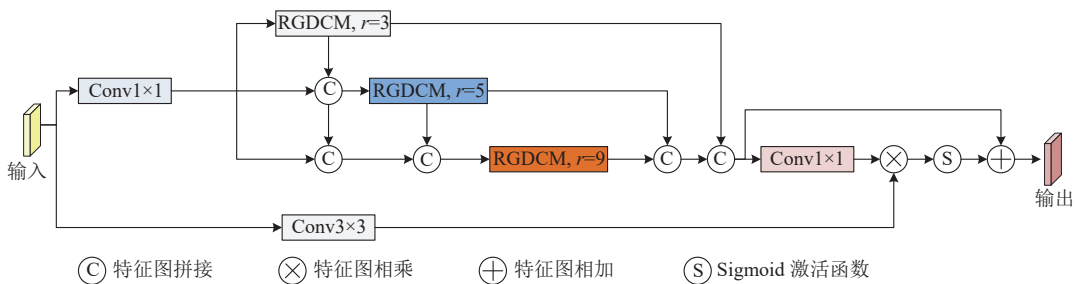 RGDCM, r=3
Conv1×1
C
RGDCM, r=5
输入
C
C
RGDCM, r=9
C
C
Conv1×1
×
S
+
输出
Conv3×3
C 特征图拼接
× 特征图相乘
+ 特征图相加
S Sigmoid 激活函数